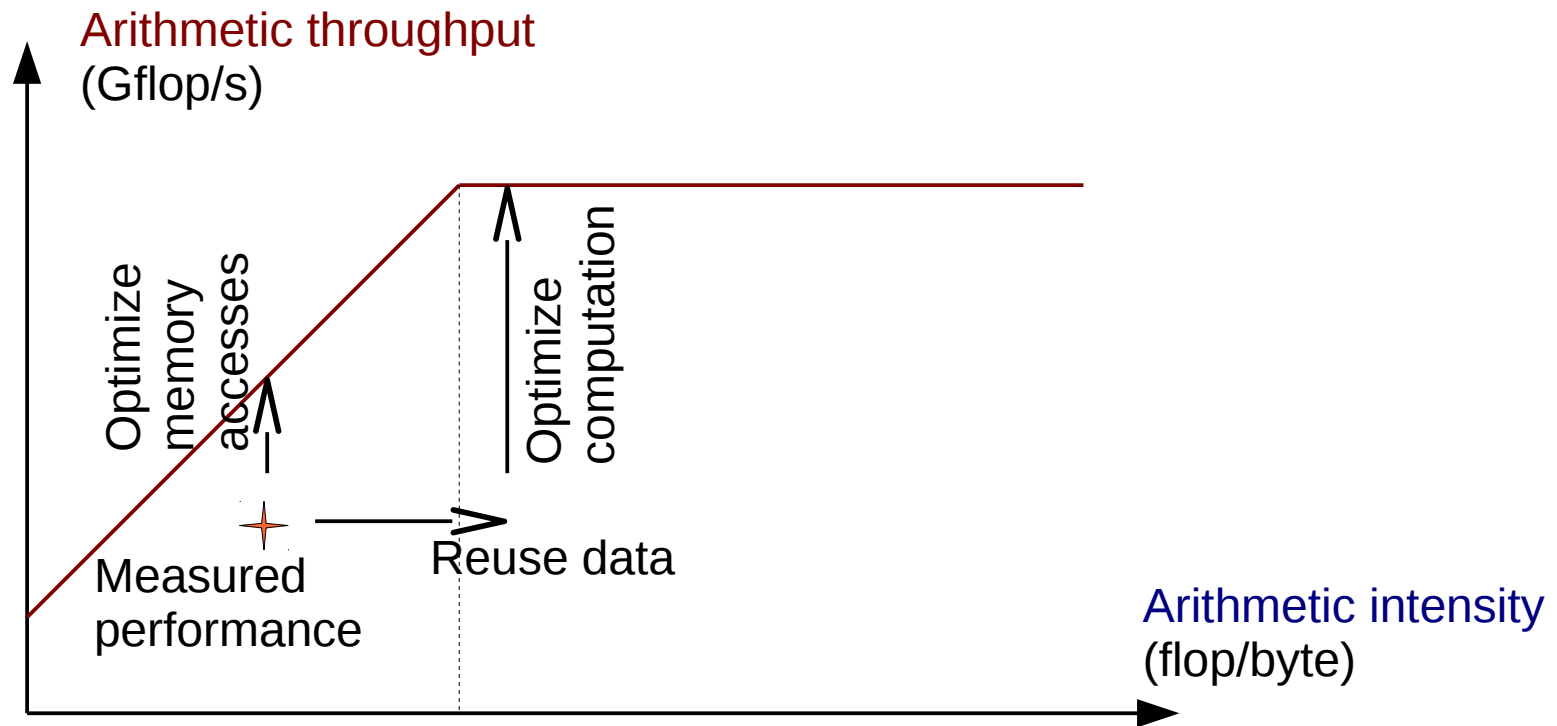 Arithmetic throughput
(Gflop/s)
Optimize
memory
accesses
Optimize
computation
Reuse data
Measured
performance
Arithmetic intensity
(flop/byte)